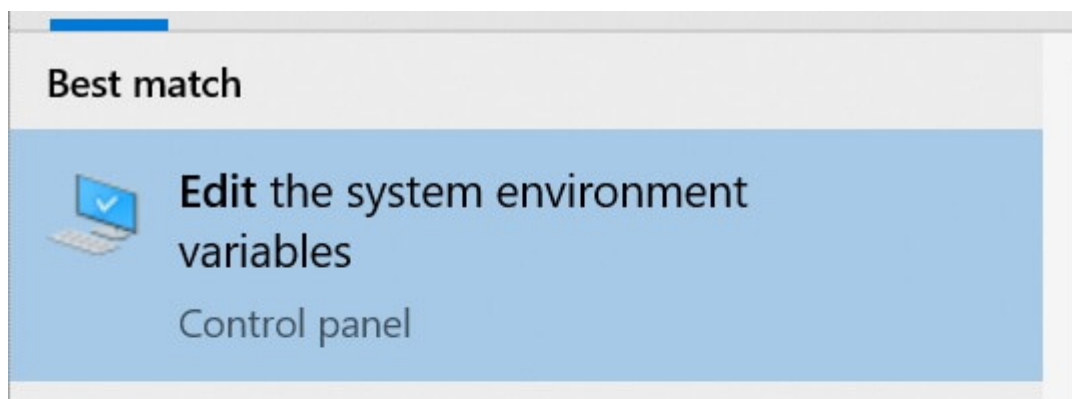 Best match
Edit the system environment
variables
Control panel